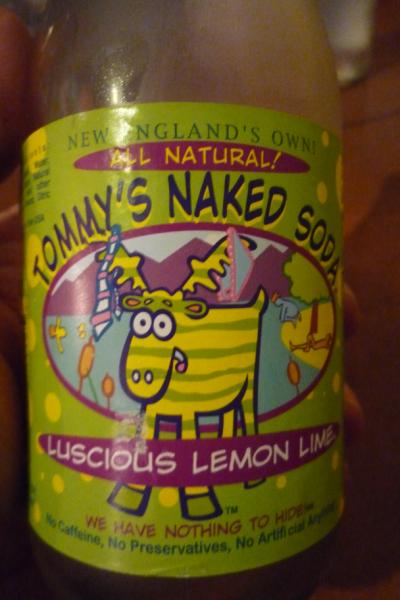 NEW ENGLAND'S OWN!
ALL NATURAL!
TOMMY'S NAKED SODA
LUSCIOUS LEMON LIME
TM
WE HAVE NOTHING TO HIDE!
No Caffeine, No Preservatives, No Artificial